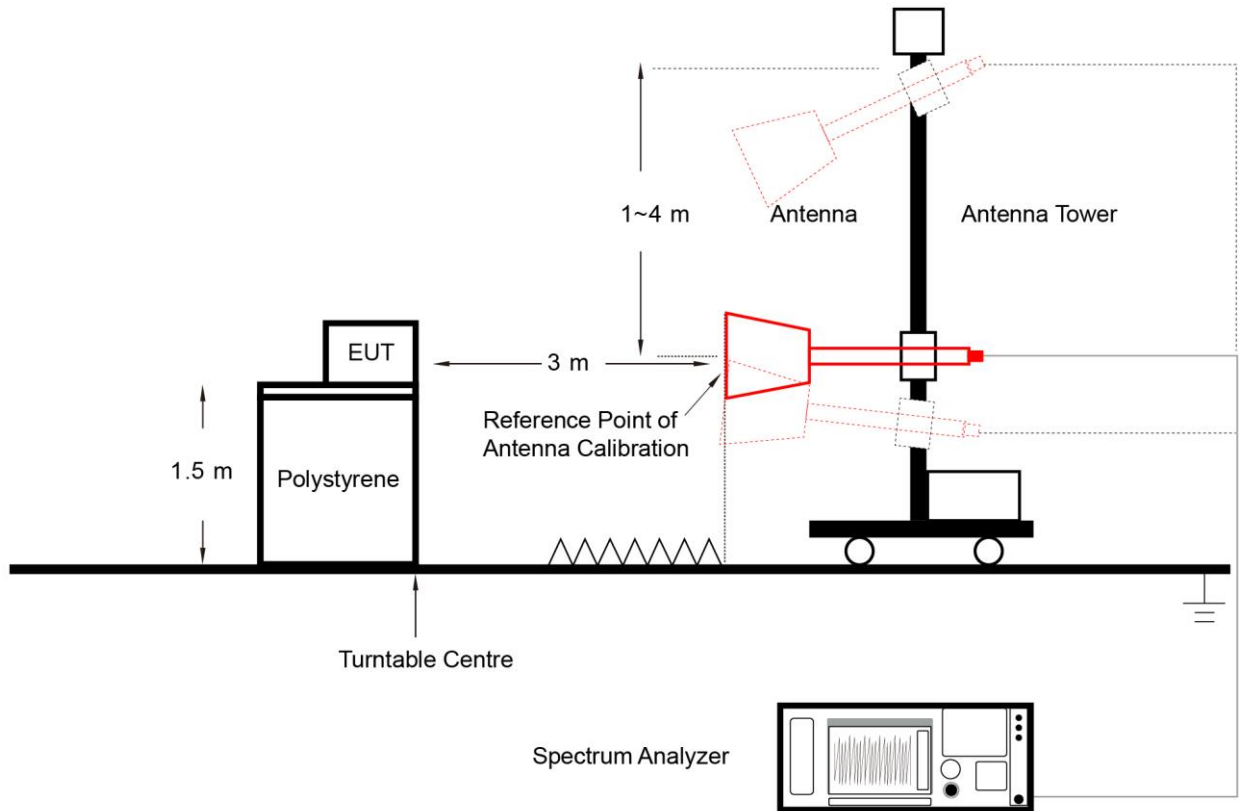 1~4 m
Antenna
Antenna Tower
EUT
3 m
Reference Point of
Antenna Calibration
1.5 m
Polystyrene
Turntable Centre
Spectrum Analyzer